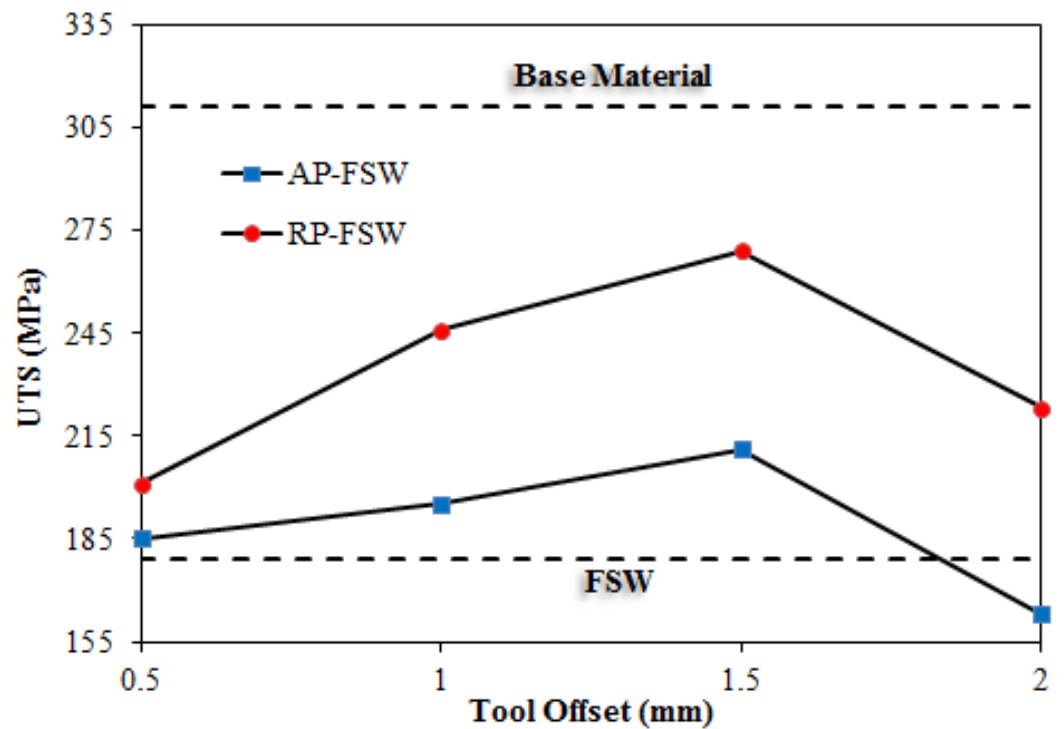 335
Base Material
305
AP-FSW
275
RP-FSW
UTS (MPa)
245
215
185
FSW
155
0.5 1 1.5 2
Tool Offset (mm)